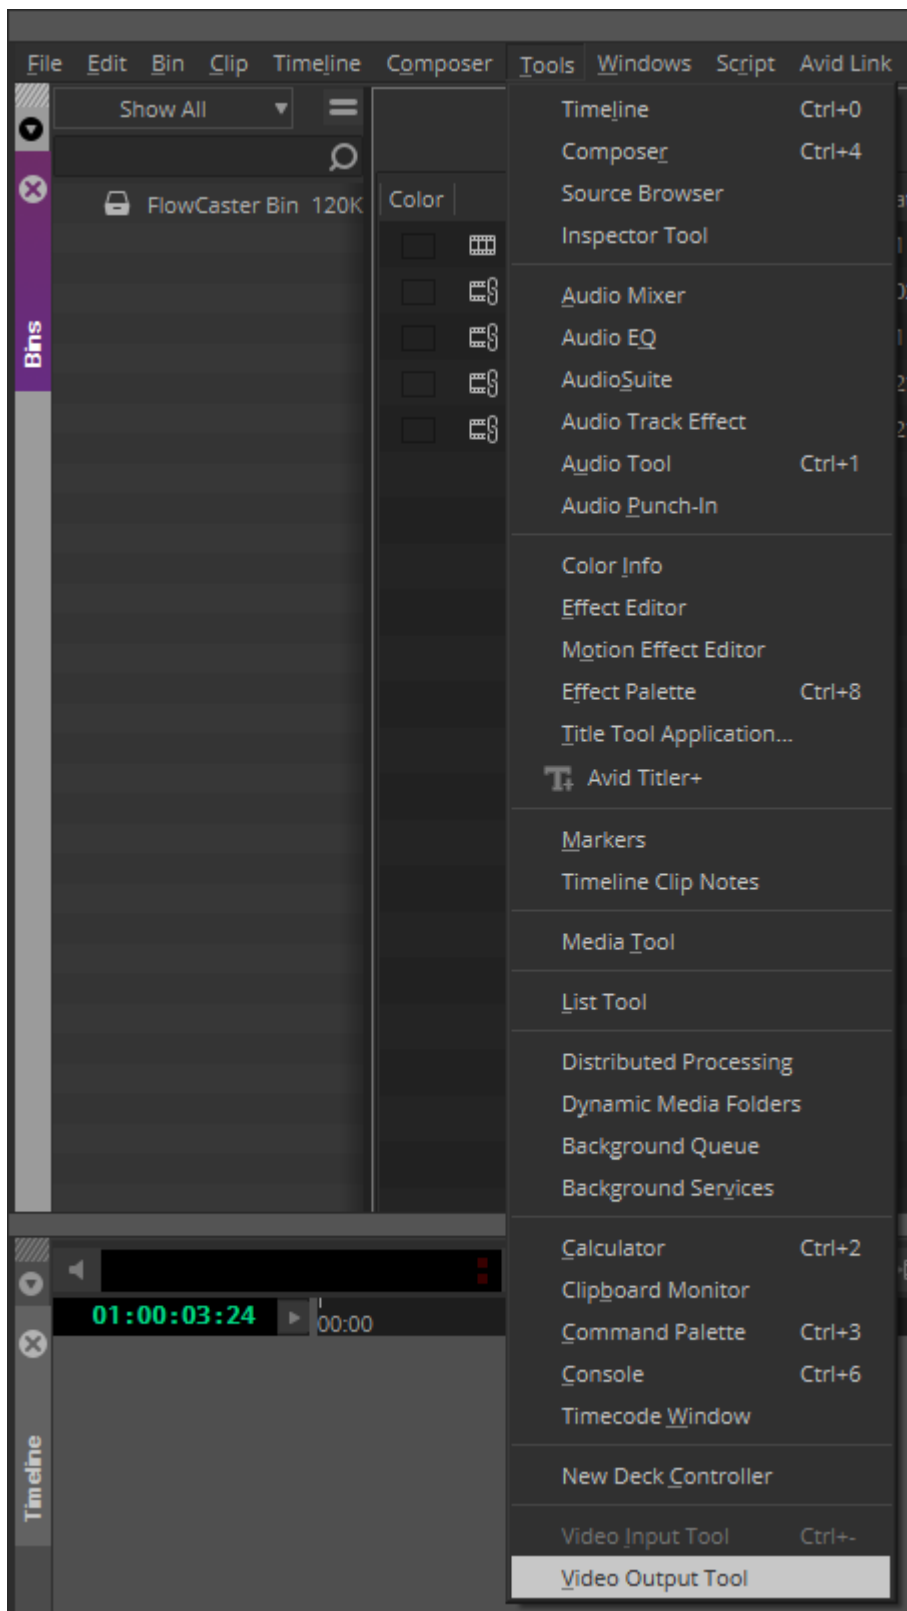 File Edit Bin Clip Timeline Composer Tools Windows Script Avid Link
Show All
FlowCaster Bin 120K
Bins
Color
Timeline Ctrl+0
Composer Ctrl+4
Source Browser
Inspector Tool
Audio Mixer
Audio EQ
AudioSuite
Audio Track Effect
Audio Tool Ctrl+1
Audio Punch-In
Color Info
Effect Editor
Motion Effect Editor
Effect Palette Ctrl+8
Title Tool Application...
Avid Titler+
Markers
Timeline Clip Notes
Media Tool
List Tool
Distributed Processing
Dynamic Media Folders
Background Queue
Background Services
Calculator Ctrl+2
Clipboard Monitor
Command Palette Ctrl+3
Console Ctrl+6
Timecode Window
New Deck Controller
Video Input Tool Ctrl+-
Video Output Tool
01:00:03:24
00:00
Timeline